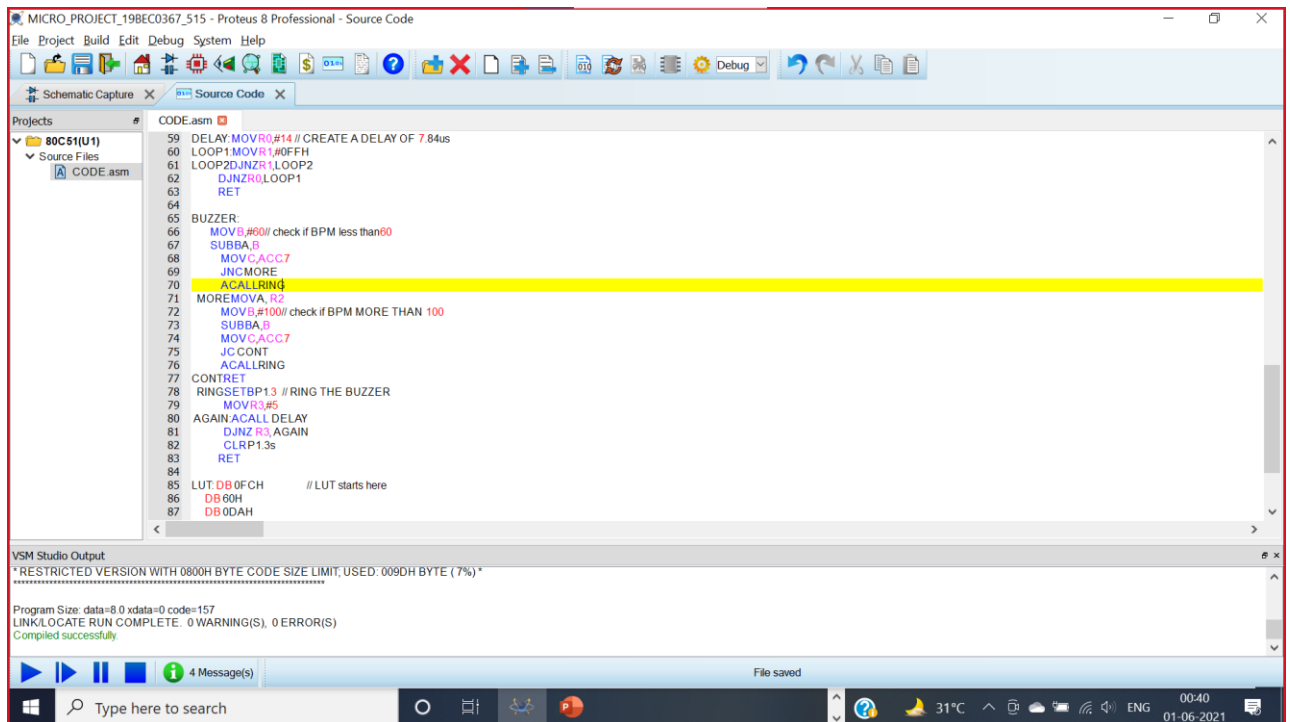 MICRO_PROJECT_19BEC0367_515 - Proteus 8 Professional - Source Code
File Project Build Edit Debug System Help
Debug
Schematic Capture Source Code
Projects
CODE.asm
80C51(U1)
Source Files
CODE.asm
59 DELAY:MOVR0,#14 // CREATE A DELAY OF 7.84us
60 LOOP1:MOVR1,#0FFH
61 LOOP2DJNZR1,LOOP2
62 DJNZR0,LOOP1
63 RET
64
65 BUZZER:
66 MOVB,#60// check if BPM less than60
67 SUBBA,B
68 MOVC,ACC.7
69 JNCMORE
70 ACALLRING
71 MOREMOVA, R2
72 MOVB,#100// check if BPM MORE THAN 100
73 SUBBA,B
74 MOVC,ACC.7
75 JC CONT
76 ACALLRING
77 CONTRET
78 RINGSETBP1.3 // RING THE BUZZER
79 MOVR3,#5
80 AGAIN:ACALL DELAY
81 DJNZ R3, AGAIN
82 CLRP1.3s
83 RET
84
85 LUT: DB 0FCH // LUT starts here
86 DB 60H
87 DB 0DAH
VSM Studio Output
* RESTRICTED VERSION WITH 0800H BYTE CODE SIZE LIMIT; USED: 009DH BYTE ( 7%) *
Program Size: data=8.0 xdata=0 code=157
LINK/LOCATE RUN COMPLETE. 0 WARNING(S), 0 ERROR(S)
Compiled successfully.
4 Message(s)
File saved
Type here to search
31°C
ENG
00:40
01-06-2021